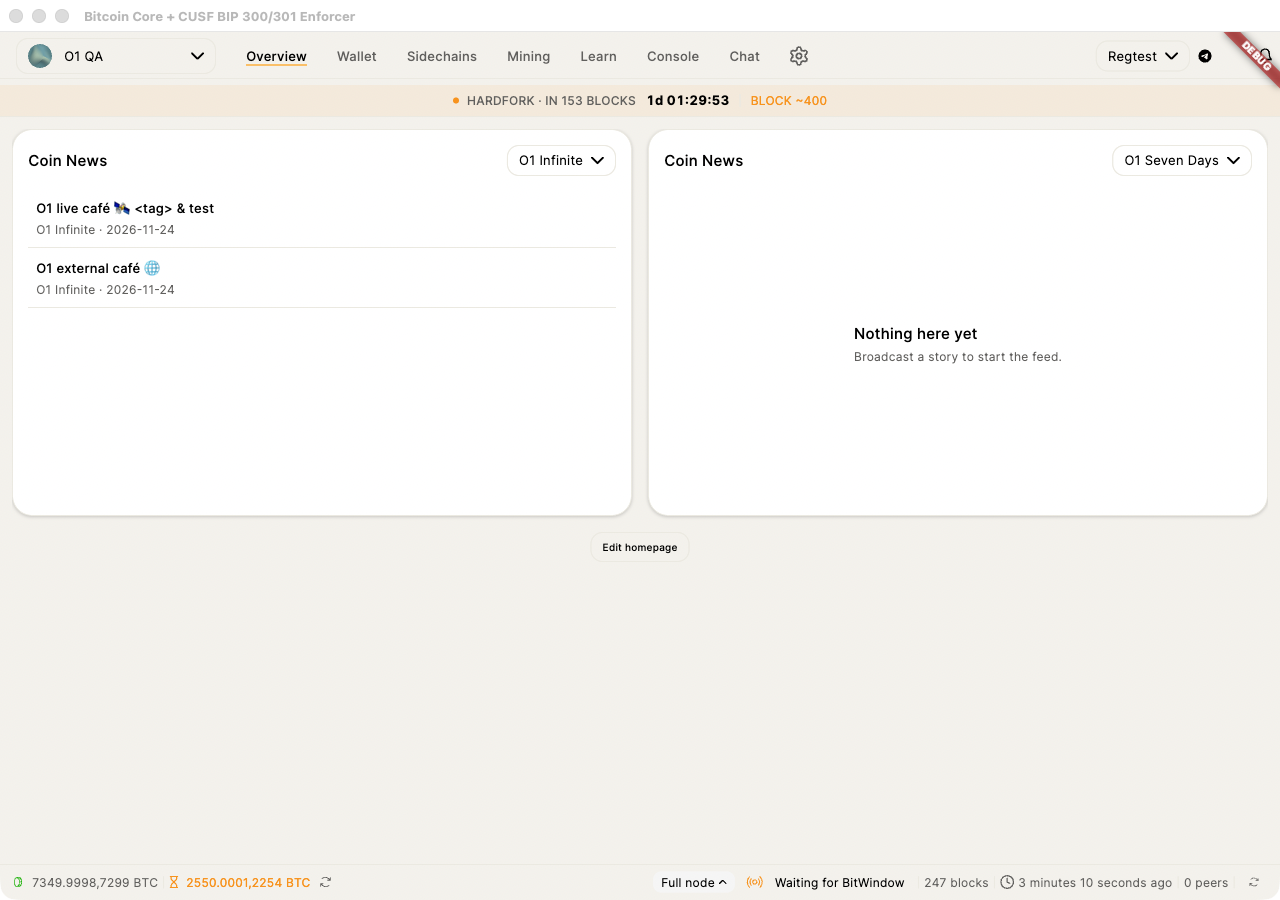 Bitcoin Core + CUSF BIP 300/301 Enforcer
O1 QA
Overview
Wallet
Sidechains
Mining
Learn
Console
Chat
Regtest
DEBUG
HARDFORK · IN 153 BLOCKS 1d 01:29:53 BLOCK ~400
Coin News
O1 Infinite
O1 live café 🛰️ <tag> & test
O1 Infinite · 2026-11-24
O1 external café 🌐
O1 Infinite · 2026-11-24
Coin News
O1 Seven Days
Nothing here yet
Broadcast a story to start the feed.
Edit homepage
7349.9998,7299 BTC
2550.0001,2254 BTC
Full node
Waiting for BitWindow
247 blocks
3 minutes 10 seconds ago
0 peers